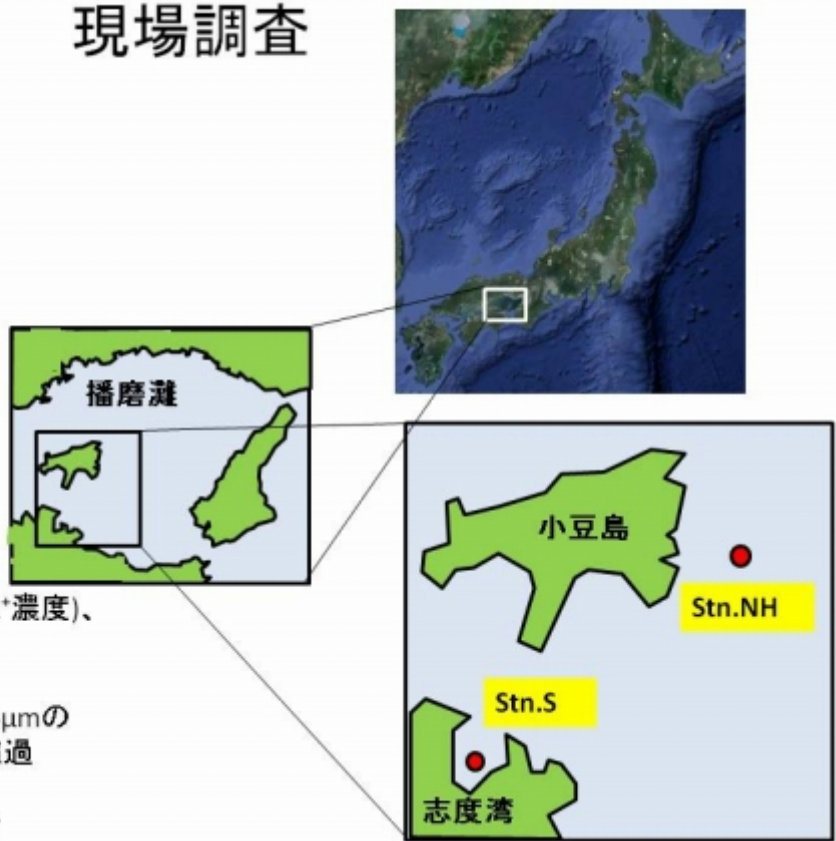 現場調査
播磨灘
小豆島
Stn.NH
Stn.S
志度湾
⁺濃度)、
μmの
過